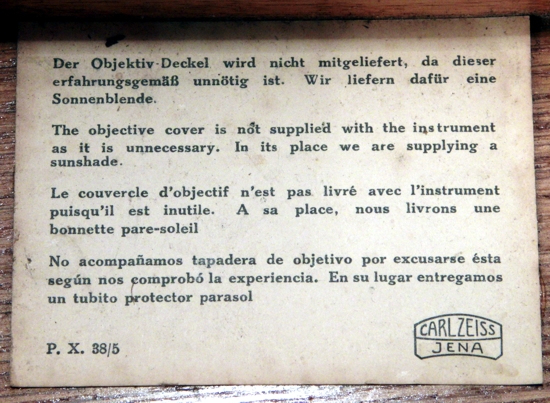 Der Objektiv-Deckel wird nicht mitgeliefert, da dieser
erfahrungsgemäß unnötig ist. Wir liefern dafür eine
Sonnenblende.
The objective cover is not supplied with the instrument
as it is unnecessary. In its place we are supplying a
sunshade.
Le couvercle d'objectif n'est pas livré avec l'instrument
puisqu'il est inutile. A sa place, nous livrons une
bonnette pare-soleil
No acompañamos tapadera de objetivo por excusarse ésta
según nos comprobó la experiencia. En su lugar entregamos
un tubito protector parasol
P. X. 38/5
CARL ZEISS
JENA